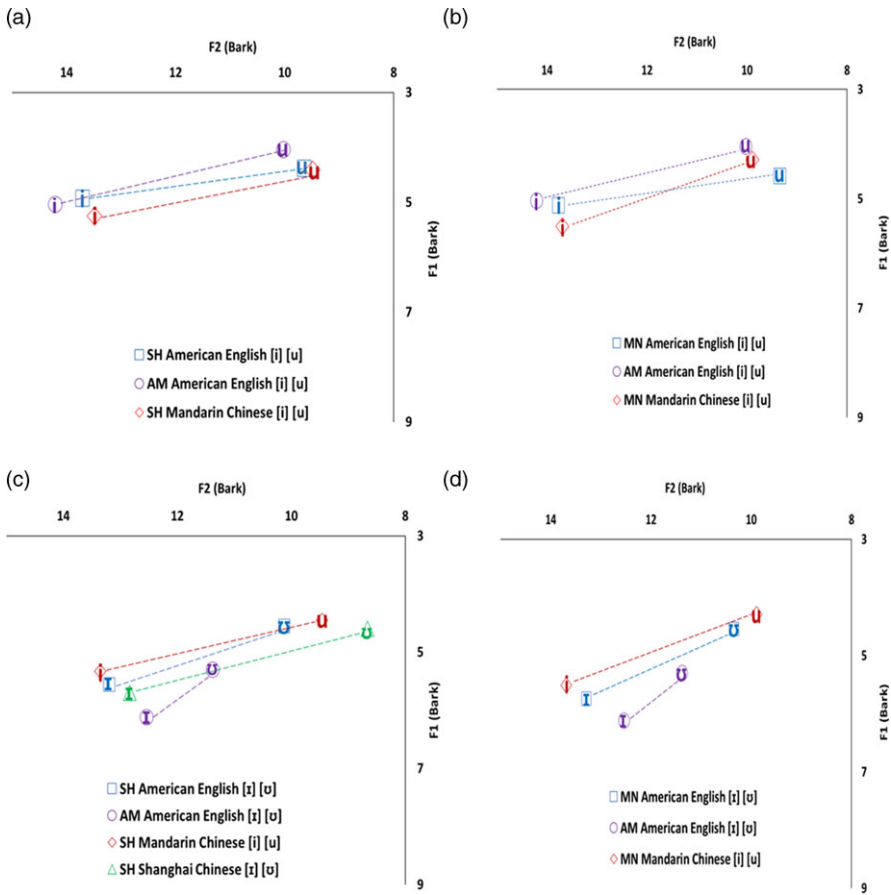 (a)
F2 (Bark)
14 12 10 8
3
u
u
u
i
i
i
5
F1 (Bark)
7
SH American English [i] [u]
AM American English [i] [u]
SH Mandarin Chinese [i] [u]
9
(b)
F2 (Bark)
14 12 10 8
3
u
u
u
i
i
i
5
F1 (Bark)
7
MN American English [i] [u]
AM American English [i] [u]
MN Mandarin Chinese [i] [u]
9
(c)
F2 (Bark)
14 12 10 8
3
u
ʊ
ʊ
ʊ
i
ɪ
ɪ
ɪ
5
F1 (Bark)
7
SH American English [ɪ] [ʊ]
AM American English [ɪ] [ʊ]
SH Mandarin Chinese [i] [u]
SH Shanghai Chinese [ɪ] [ʊ]
9
(d)
F2 (Bark)
14 12 10 8
3
u
ʊ
ʊ
i
ɪ
ɪ
5
F1 (Bark)
7
MN American English [ɪ] [ʊ]
AM American English [ɪ] [ʊ]
MN Mandarin Chinese [i] [u]
9